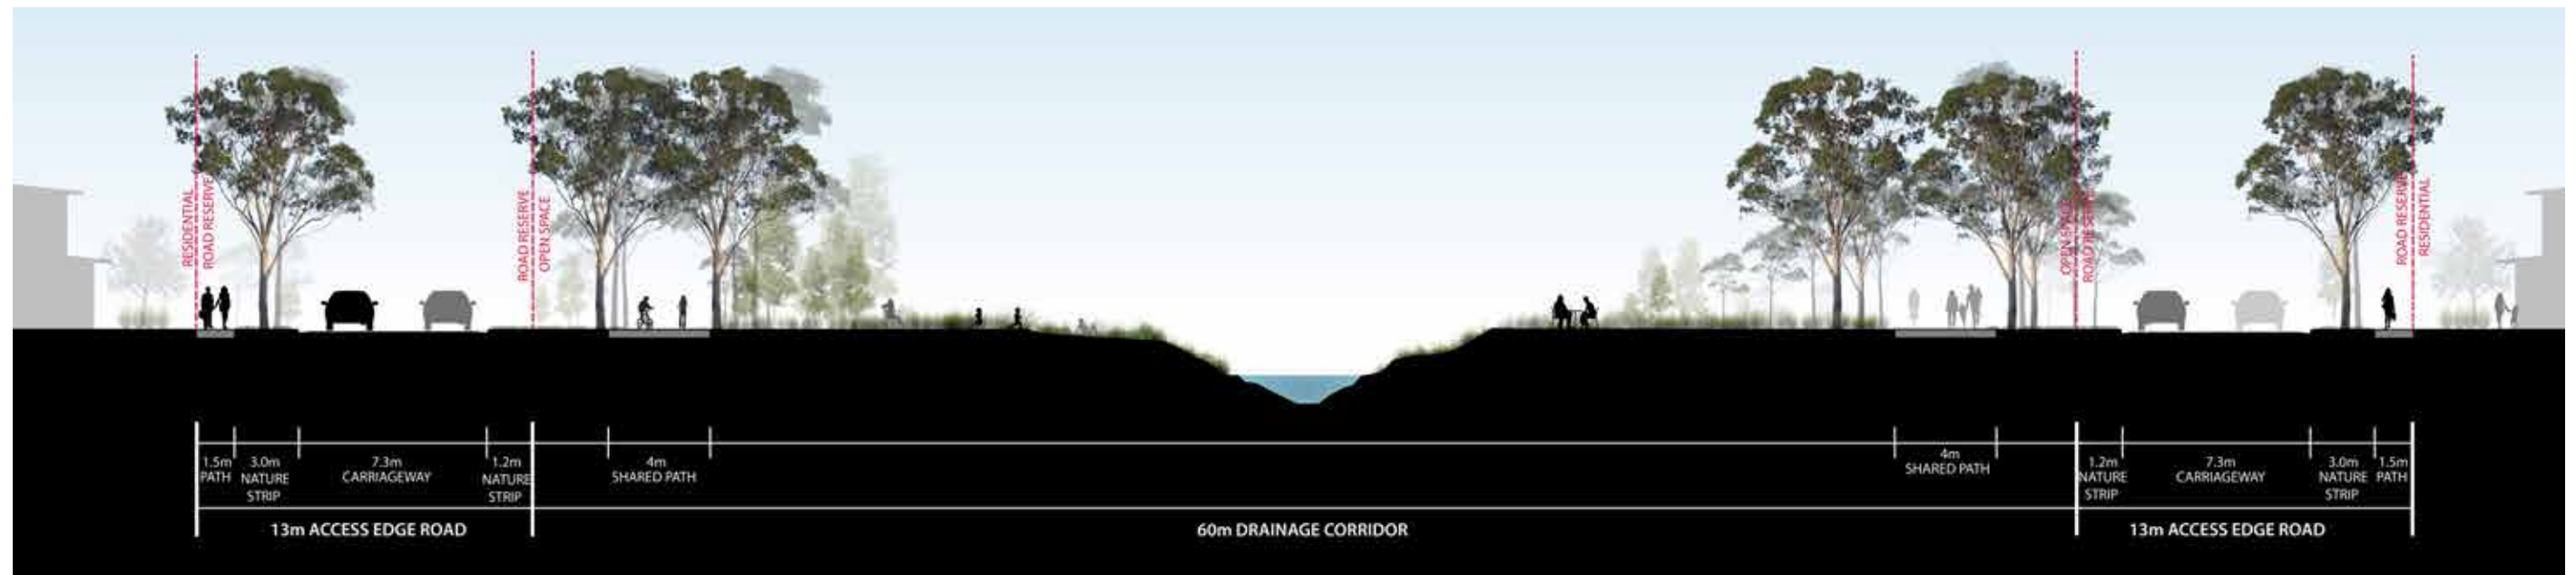 RESIDENTIAL
ROAD RESERVE
ROAD RESERVE
OPEN SPACE
OPEN SPACE
ROAD RESERVE
ROAD RESERVE
RESIDENTIAL
1.5m
PATH
3.0m
NATURE
STRIP
7.3m
CARRIAGEWAY
1.2m
NATURE
STRIP
4m
SHARED PATH
4m
SHARED PATH
1.2m
NATURE
STRIP
7.3m
CARRIAGEWAY
3.0m
NATURE
STRIP
1.5m
PATH
13m ACCESS EDGE ROAD
60m DRAINAGE CORRIDOR
13m ACCESS EDGE ROAD